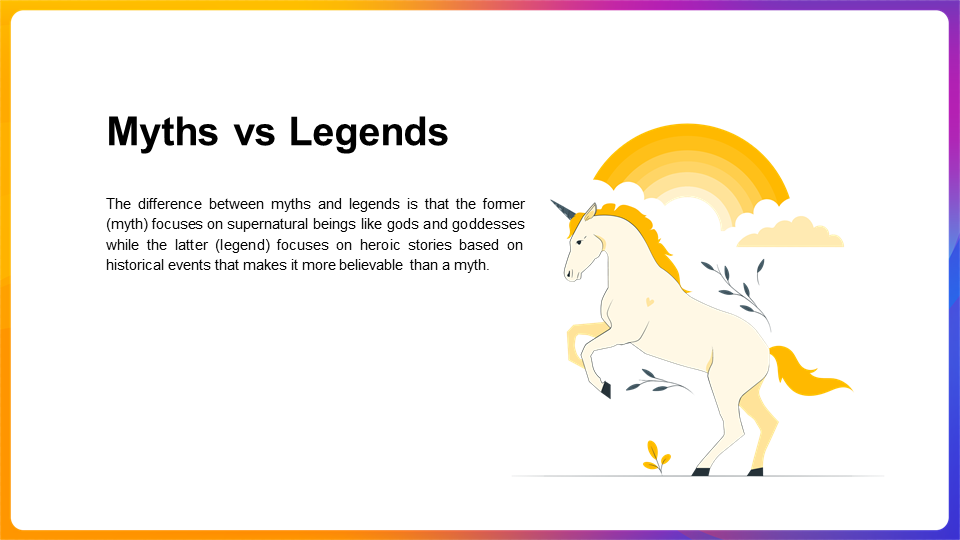 Myths vs Legends
The difference between myths and legends is that the former
(myth) focuses on supernatural beings like gods and goddesses
while the latter (legend) focuses on heroic stories based on
historical events that makes it more believable than a myth.